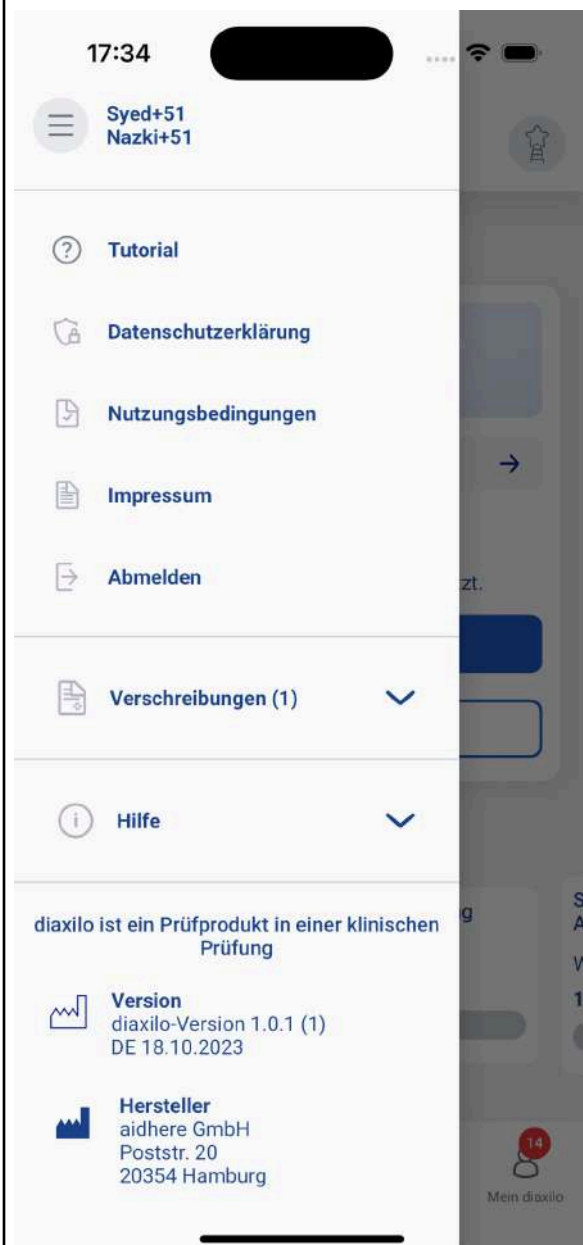 17:34
Syed+51
Nazki+51
Tutorial
Datenschutzerklärung
Nutzungsbedingungen
Impressum
Abmelden
zt.
Verschreibungen (1)
Hilfe
g
S
A
W
1
diaxilo ist ein Prüfprodukt in einer klinischen
Prüfung
Version
diaxilo-Version 1.0.1 (1)
DE 18.10.2023
Hersteller
aidhere GmbH
Poststr. 20
20354 Hamburg
14
Mein diaxilo